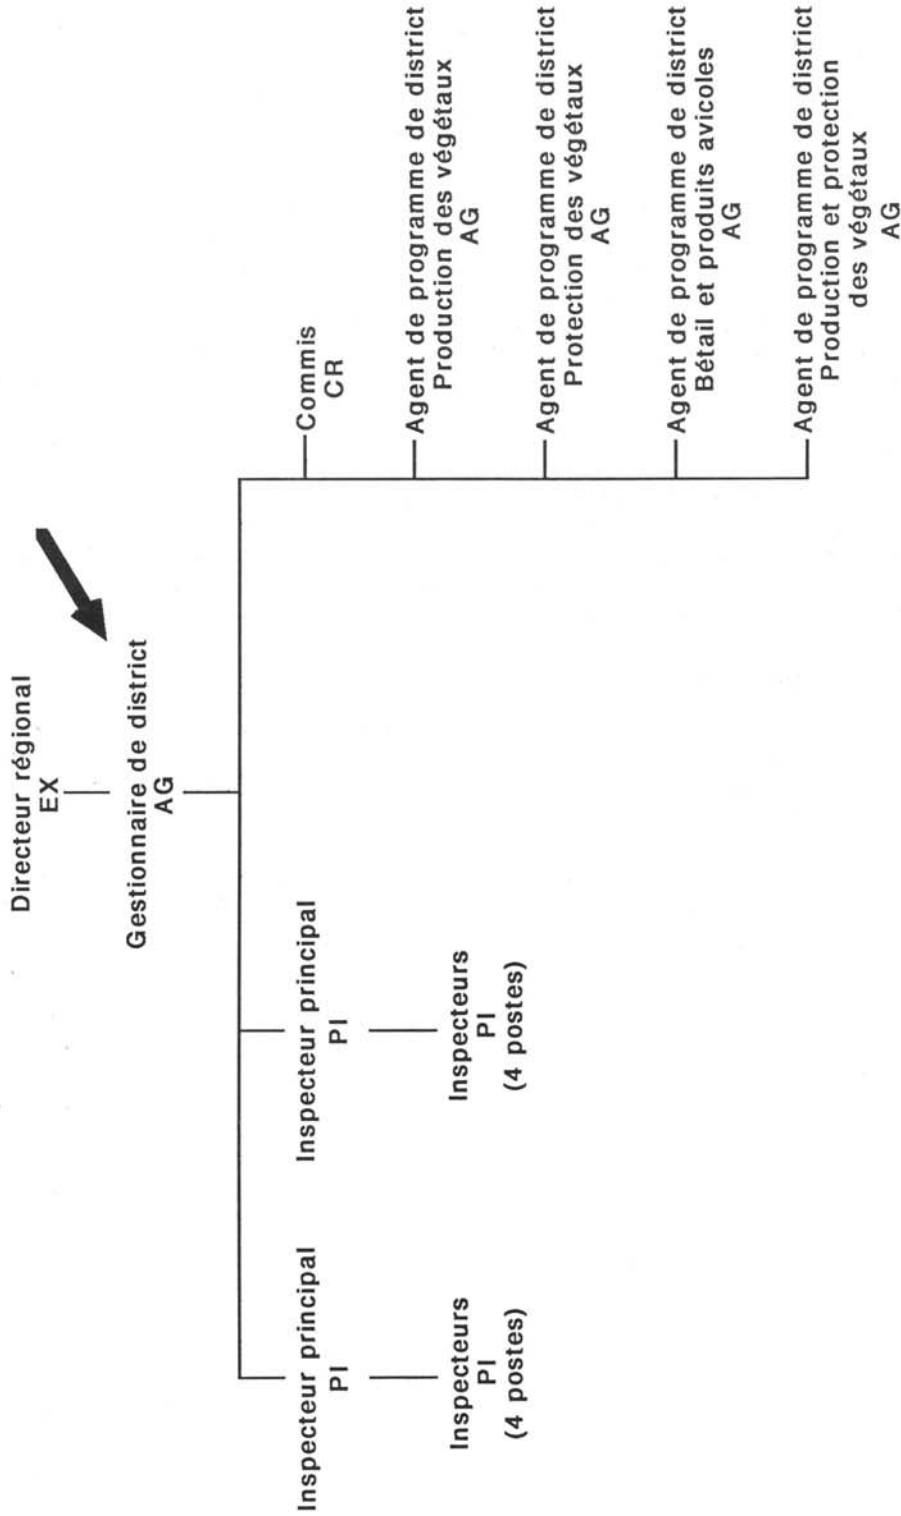 Directeur régional
EX
Gestionnaire de district
AG
Inspecteur principal
PI
Inspecteurs
PI
(4 postes)
Inspecteur principal
PI
Inspecteurs
PI
(4 postes)
Commis
CR
Agent de programme de district
Production des végétaux
AG
Agent de programme de district
Protection des végétaux
AG
Agent de programme de district
Bétail et produits avicoles
AG
Agent de programme de district
Production et protection
des végétaux
AG